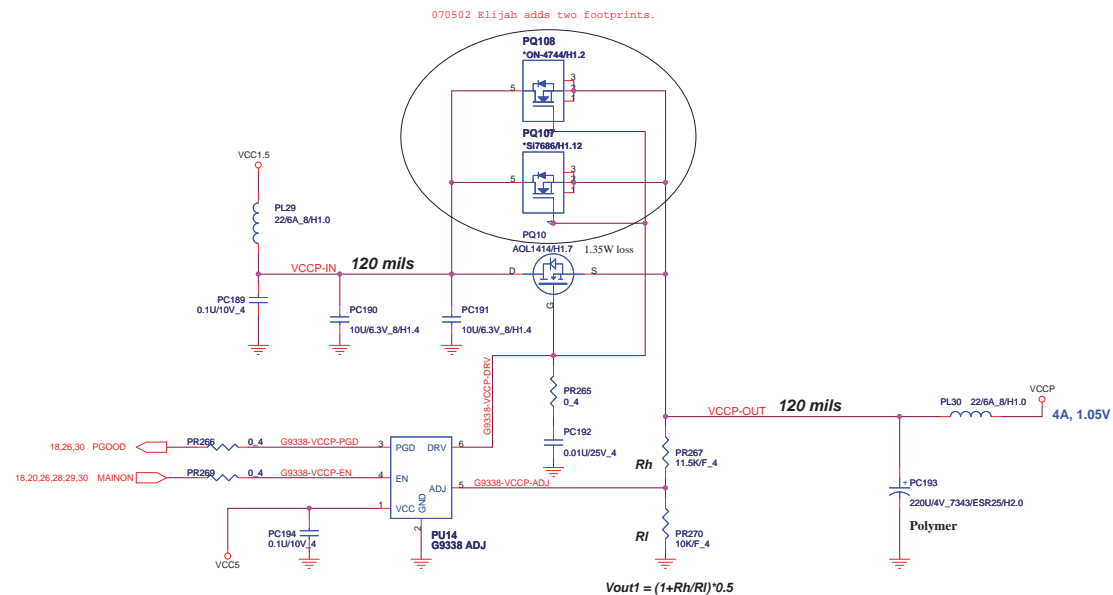 070502 Elijah adds two footprints.
PQ108
*ON-4744/H1.2
5
3
2
1
4
PQ107
*Si7686/H1.12
5
3
2
1
4
VCC1.5
PL29
22/6A_8/H1.0
PQ10
AOL1414/H1.7
1.35W loss
VCCP-IN
120 mils
D
S
G
PC189
0.1U/10V_4
PC190
10U/6.3V_8/H1.4
PC191
10U/6.3V_8/H1.4
G9338-VCCP-DRV
PR265
0_4
PC192
0.01U/25V_4
VCCP-OUT
120 mils
PL30
22/6A_8/H1.0
VCCP
4A, 1.05V
18,26,30 PGOOD
PR266
0_4
G9338-VCCP-PGD
3
PGD
DRV
6
18,20,26,28,29,30 MAINON
PR269
0_4
G9338-VCCP-EN
4
EN
ADJ
5
G9338-VCCP-ADJ
1
VCC
GND
2
Rh
PR267
11.5K/F_4
PC193
+
220U/4V_7343/ESR25/H2.0
Polymer
PC194
0.1U/10V_4
VCC5
PU14
G9338 ADJ
Rl
PR270
10K/F_4
Vout1 = (1+Rh/Rl)*0.5